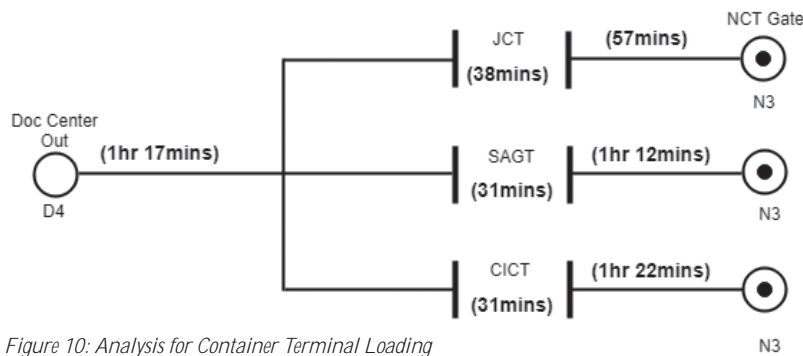 NCT Gate
JCT
(57mins)
(38mins)
N3
Doc Center
Out
(1hr 17mins)
SAGT
(1hr 12mins)
(31mins)
D4
N3
CICT
(1hr 22mins)
(31mins)
N3
Figure 10: Analysis for Container Terminal Loading